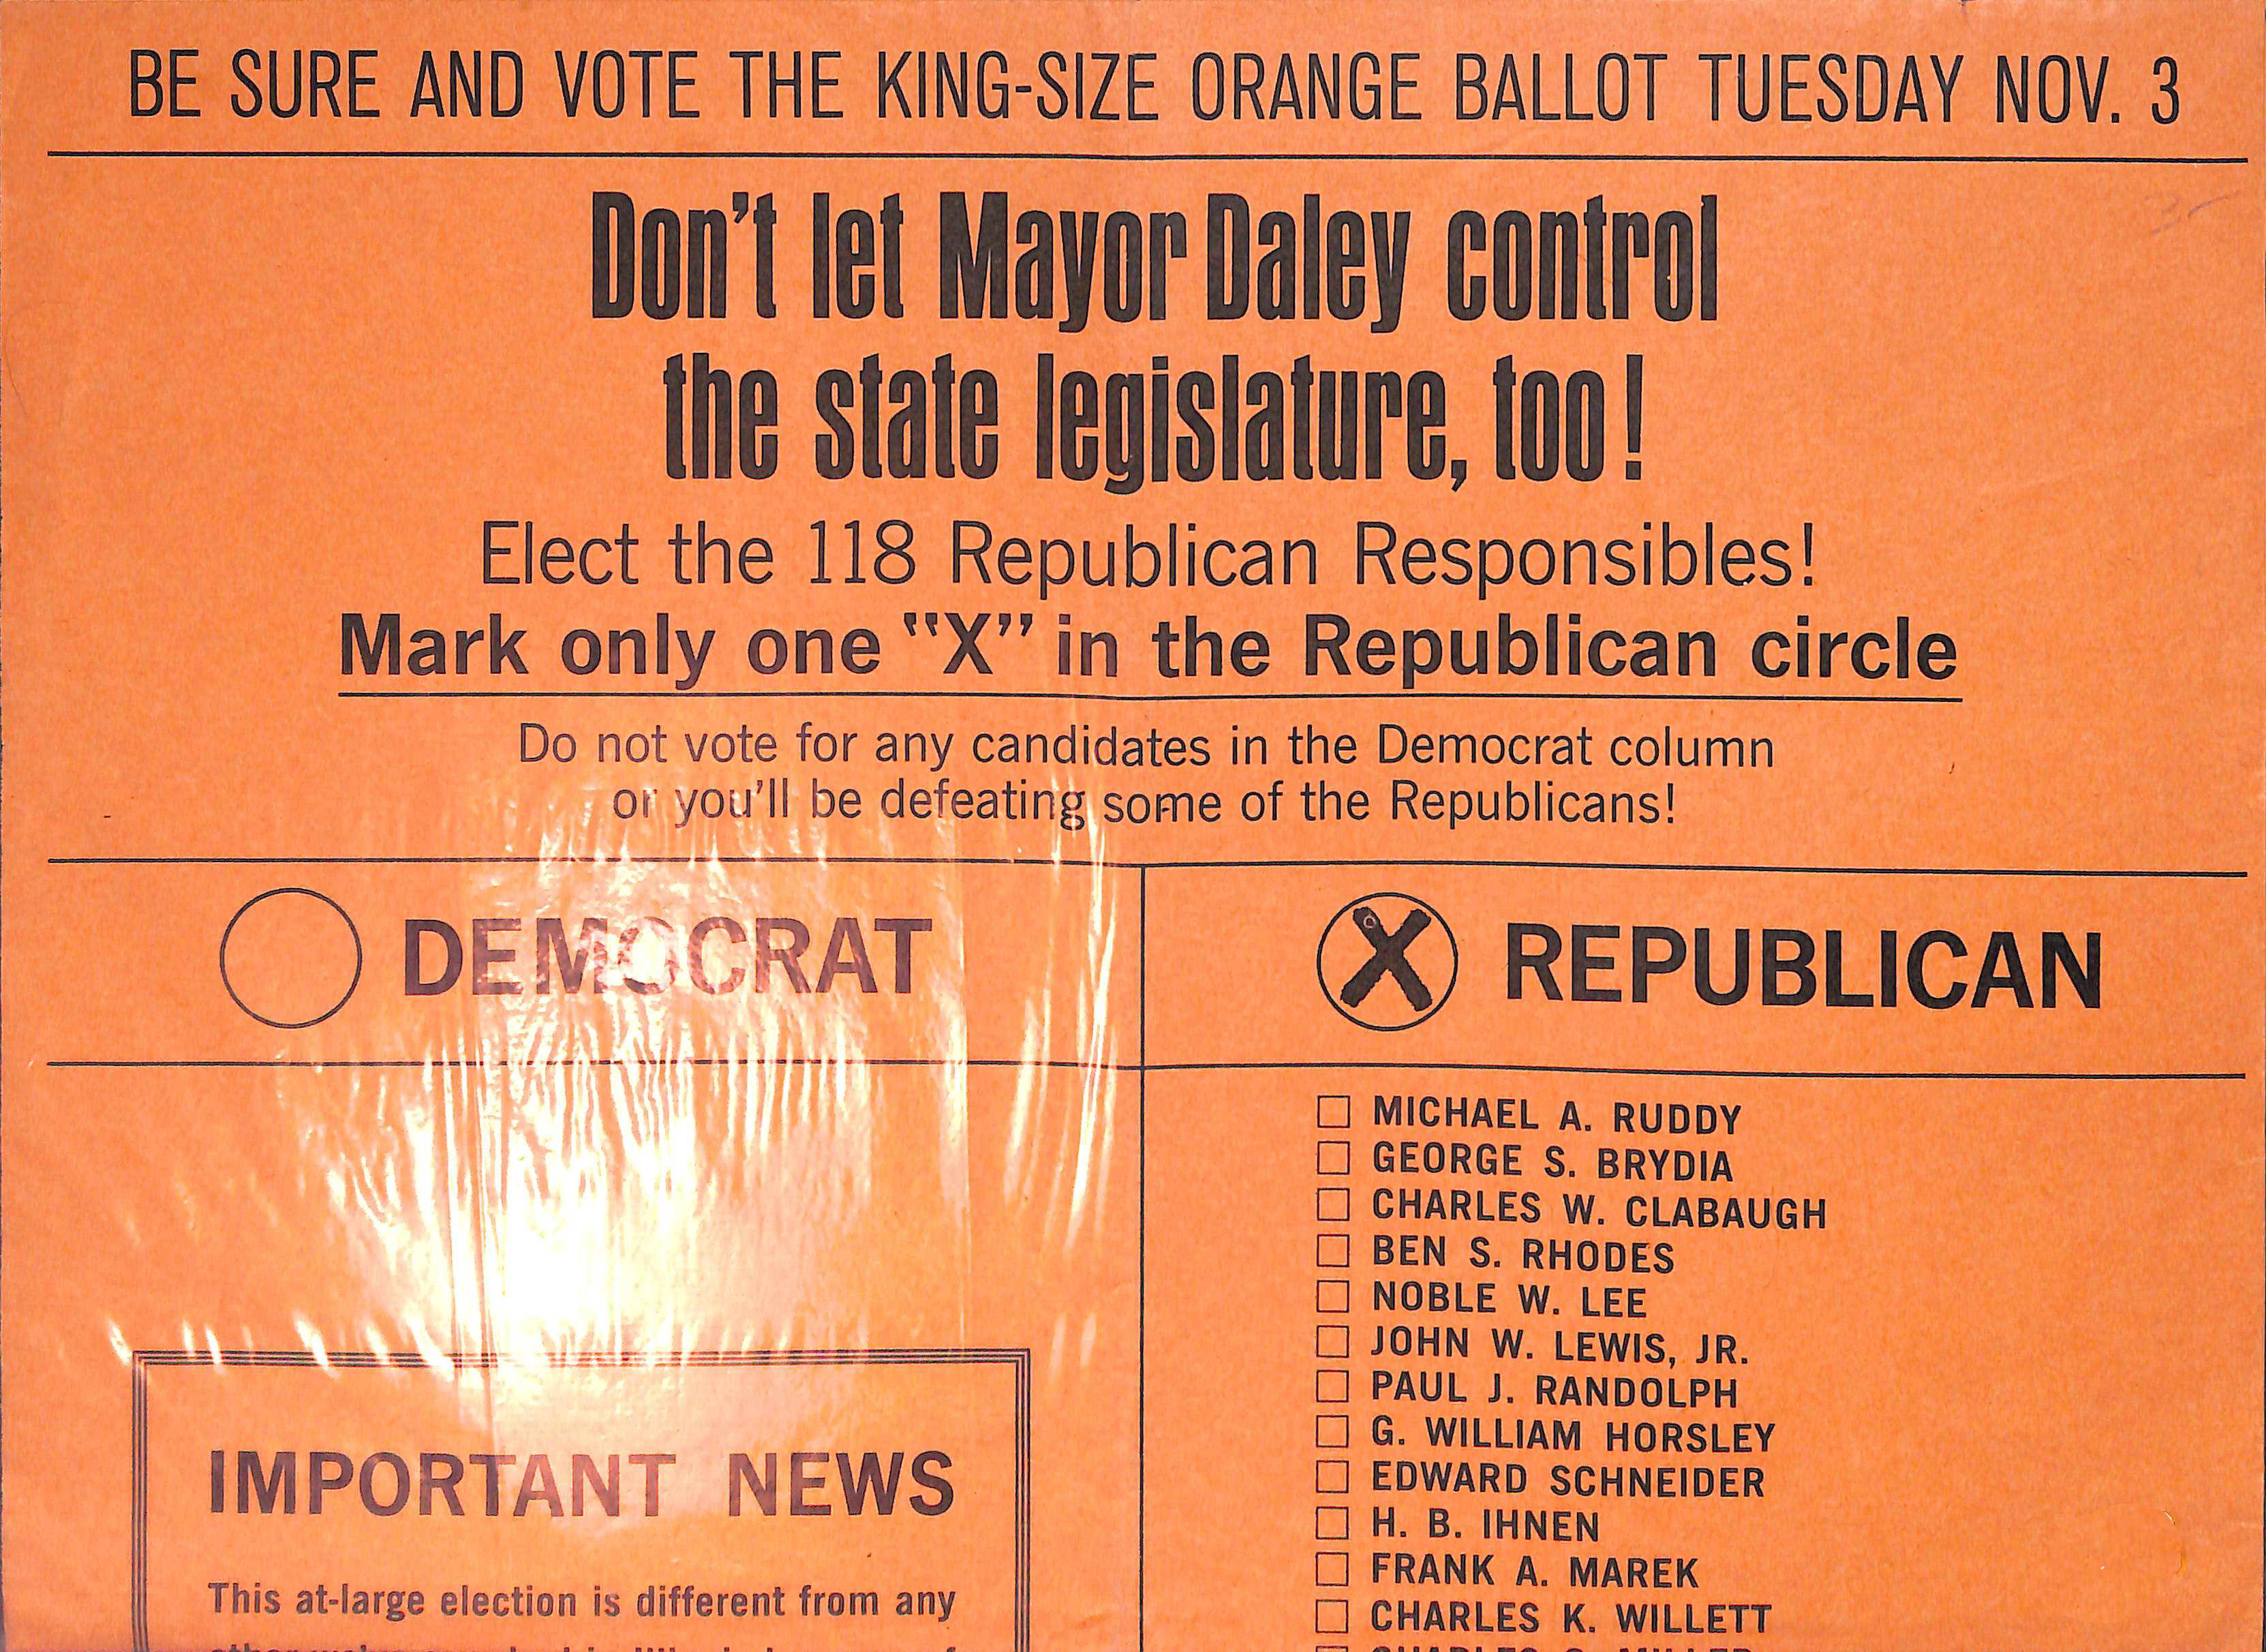 BE SURE AND VOTE THE KING-SIZE ORANGE BALLOT TUESDAY NOV. 3
Don't let Mayor Daley control
the state legislature, too!
Elect the 118 Republican Responsibles!
Mark only one "X" in the Republican circle
Do not vote for any candidates in the Democrat column
or you'll be defeating some of the Republicans!
DEMOCRAT
IMPORTANT NEWS
This at-large election is different from any
X REPUBLICAN
MICHAEL A. RUDDY
GEORGE S. BRYDIA
CHARLES W. CLABAUGH
BEN S. RHODES
NOBLE W. LEE
JOHN W. LEWIS, JR.
PAUL J. RANDOLPH
G. WILLIAM HORSLEY
EDWARD SCHNEIDER
H. B. IHNEN
FRANK A. MAREK
CHARLES K. WILLETT